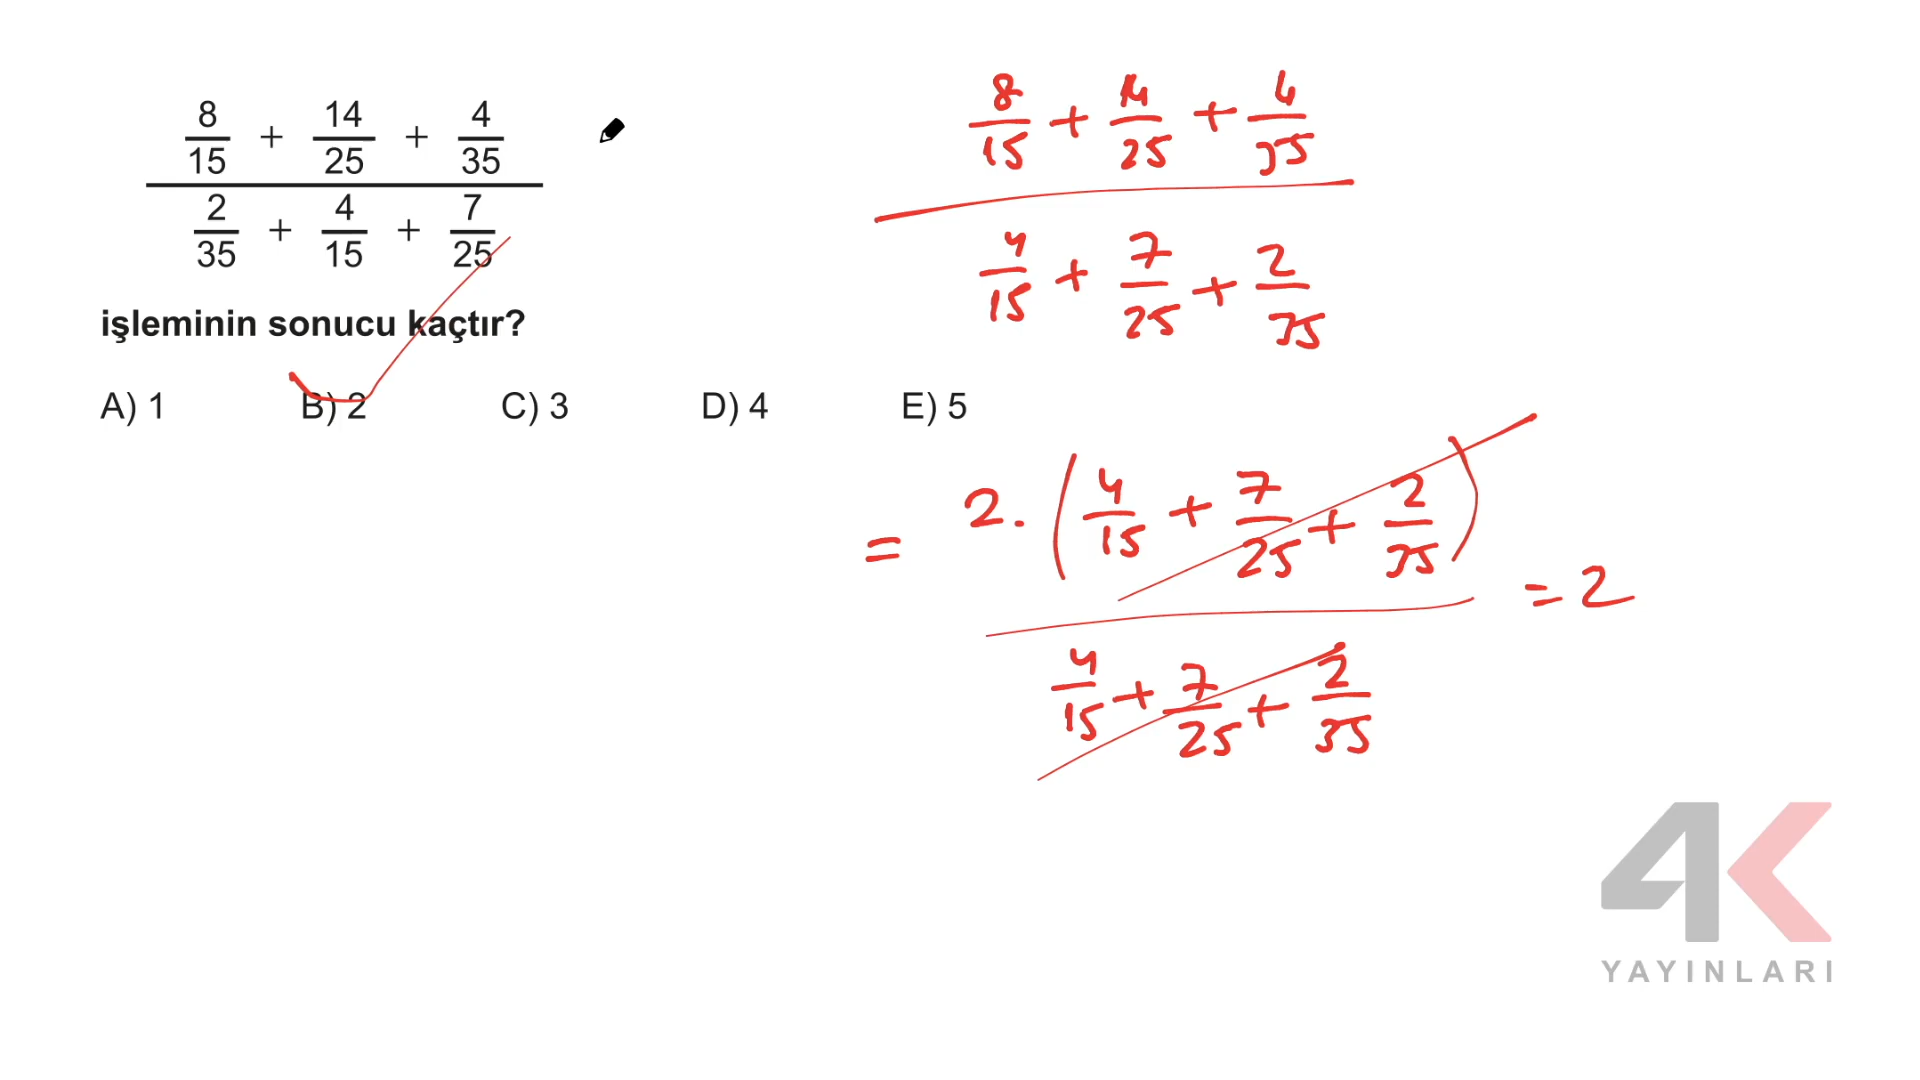 8/15 + 14/25 + 4/35
2/35 + 4/15 + 7/25
işleminin sonucu kaçtır?
A) 1 B) 2 C) 3 D) 4 E) 5
8/15 + 14/25 + 4/35
4/15 + 7/25 + 2/35
= 2. (4/15 + 7/25 + 2/35)
4/15 + 7/25 + 2/35
= 2
4K
YAYINLARI